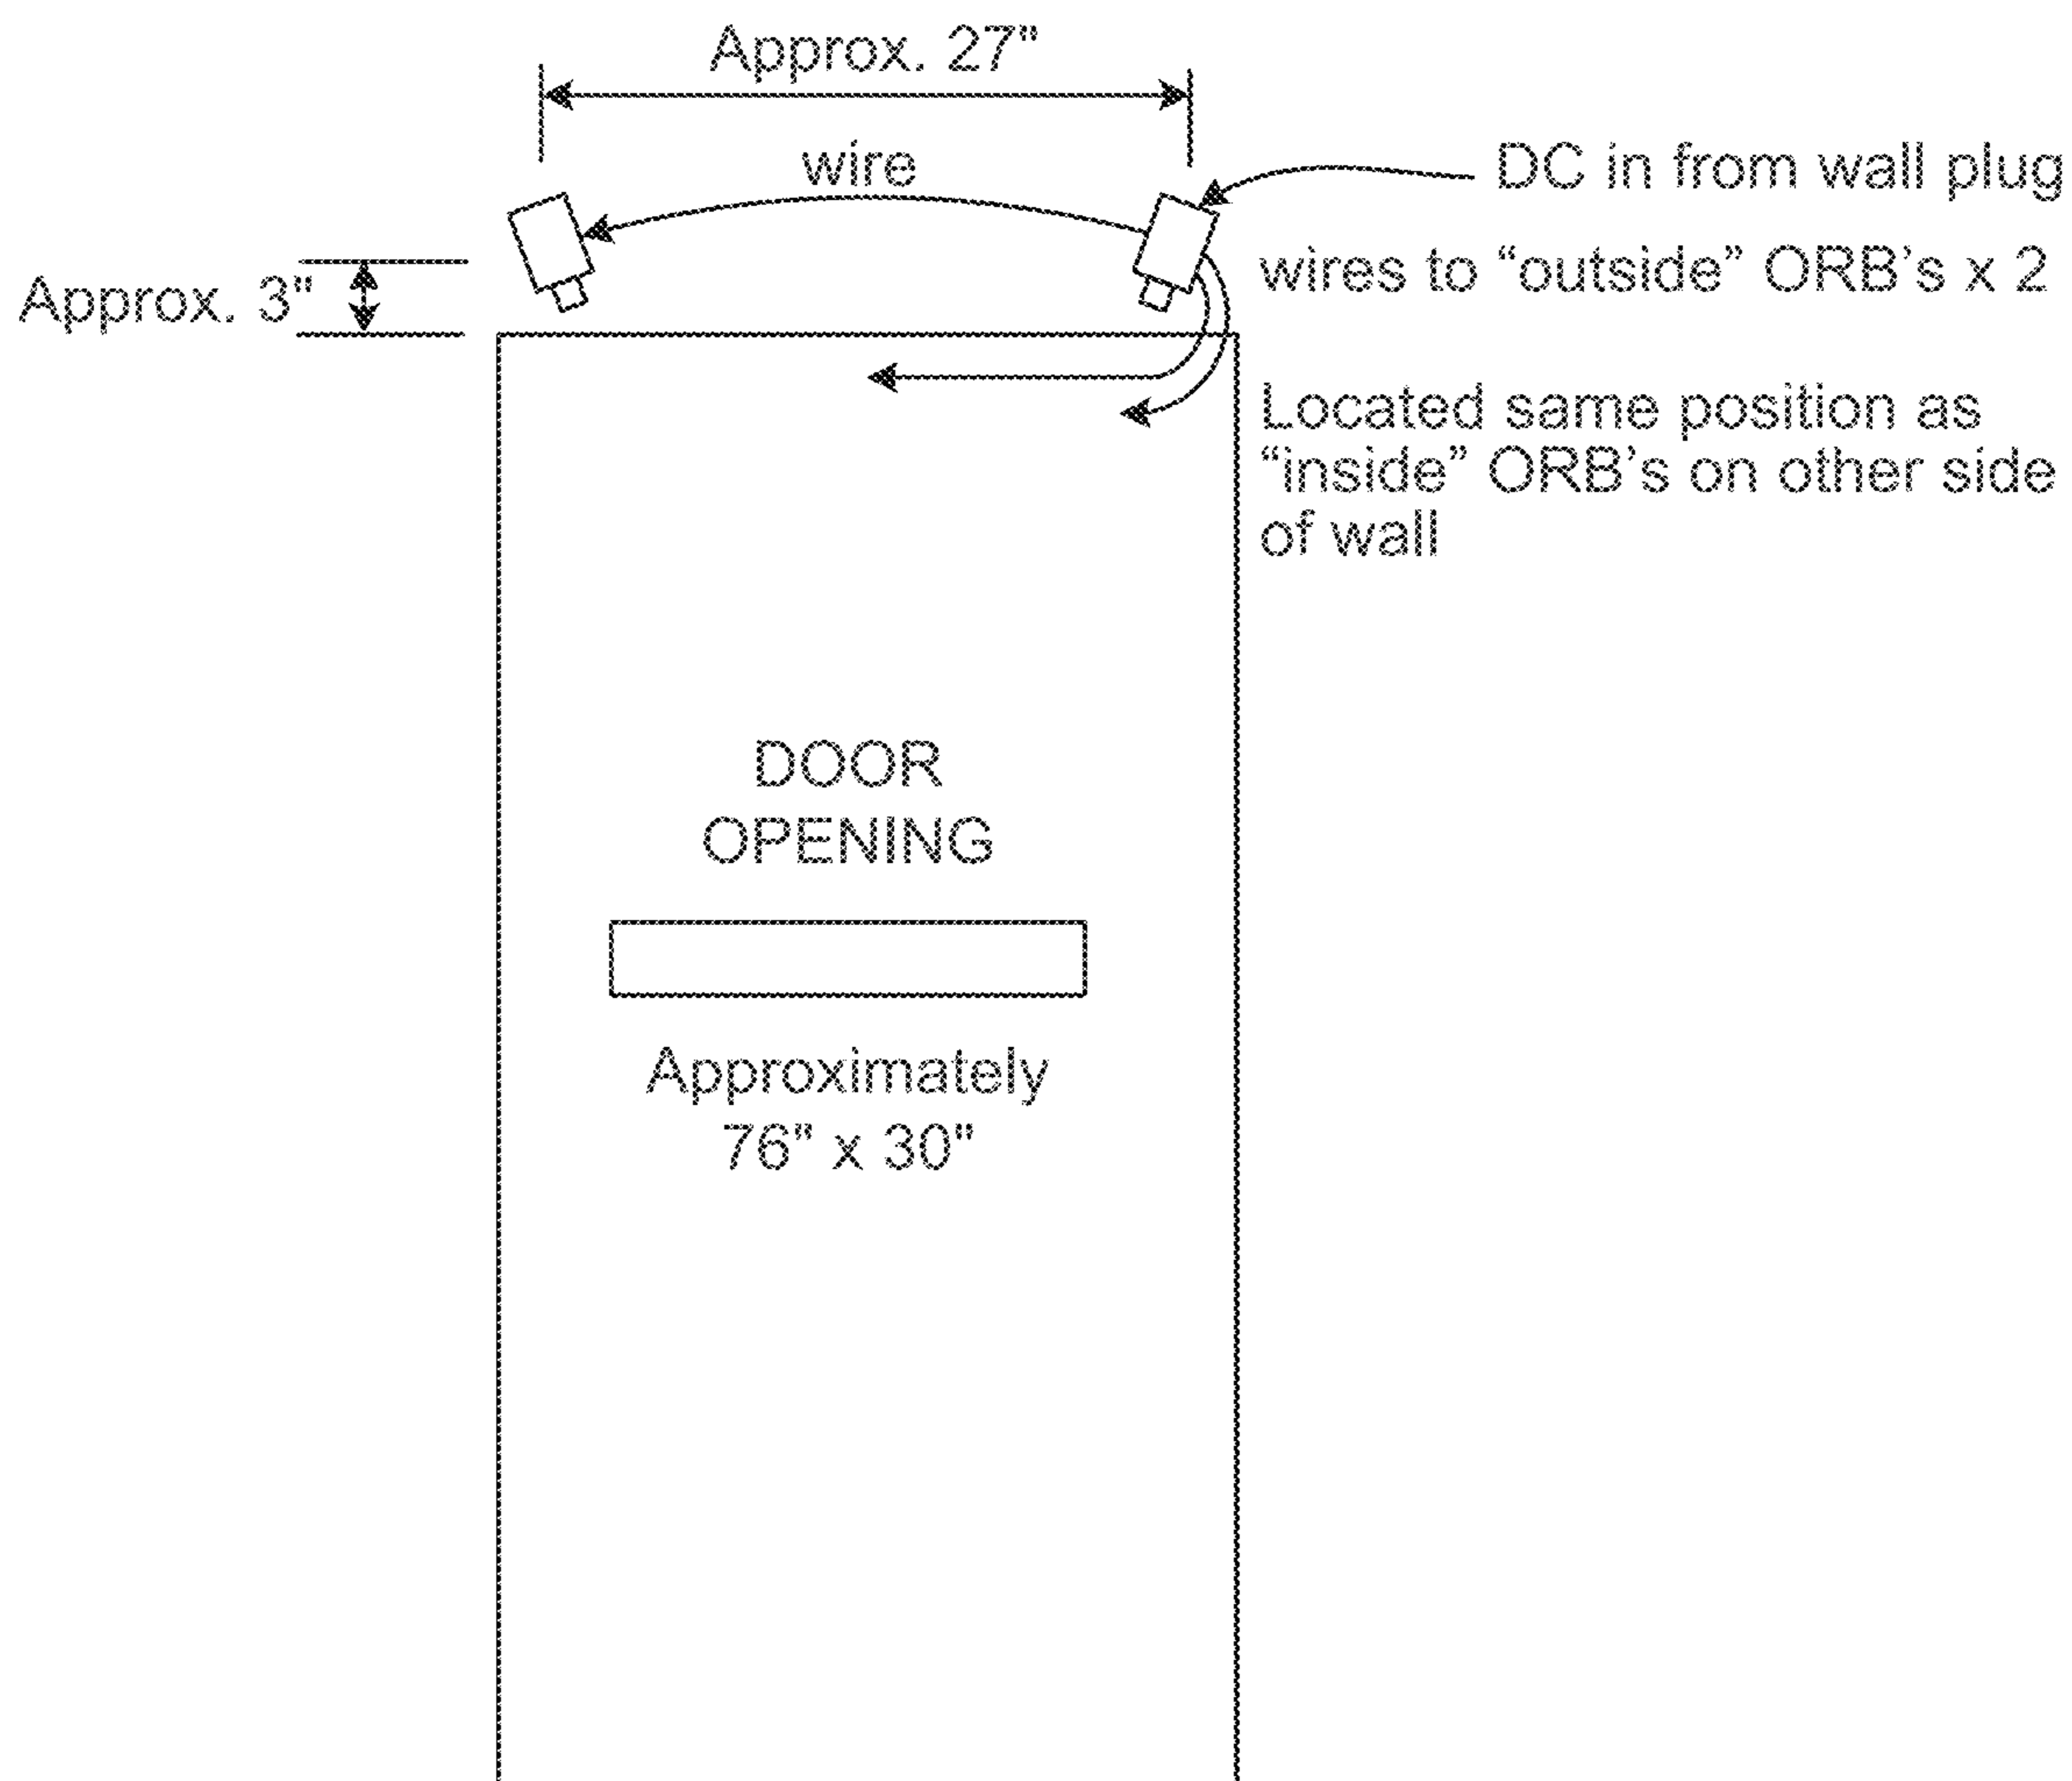 Approx. 27"
wire
DC in from wall plug
wires to “outside” ORB’s x 2
Approx. 3"
Located same position as
“inside” ORB’s on other side
of wall
DOOR
OPENING
Approximately
76" x 30"